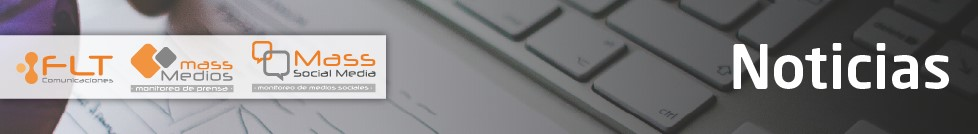 FLT
Comunicaciones
mass
Medios
- monitoreo de prensa -
Mass
Social Media
- monitoreo de medios sociales -
Noticias
ctrl